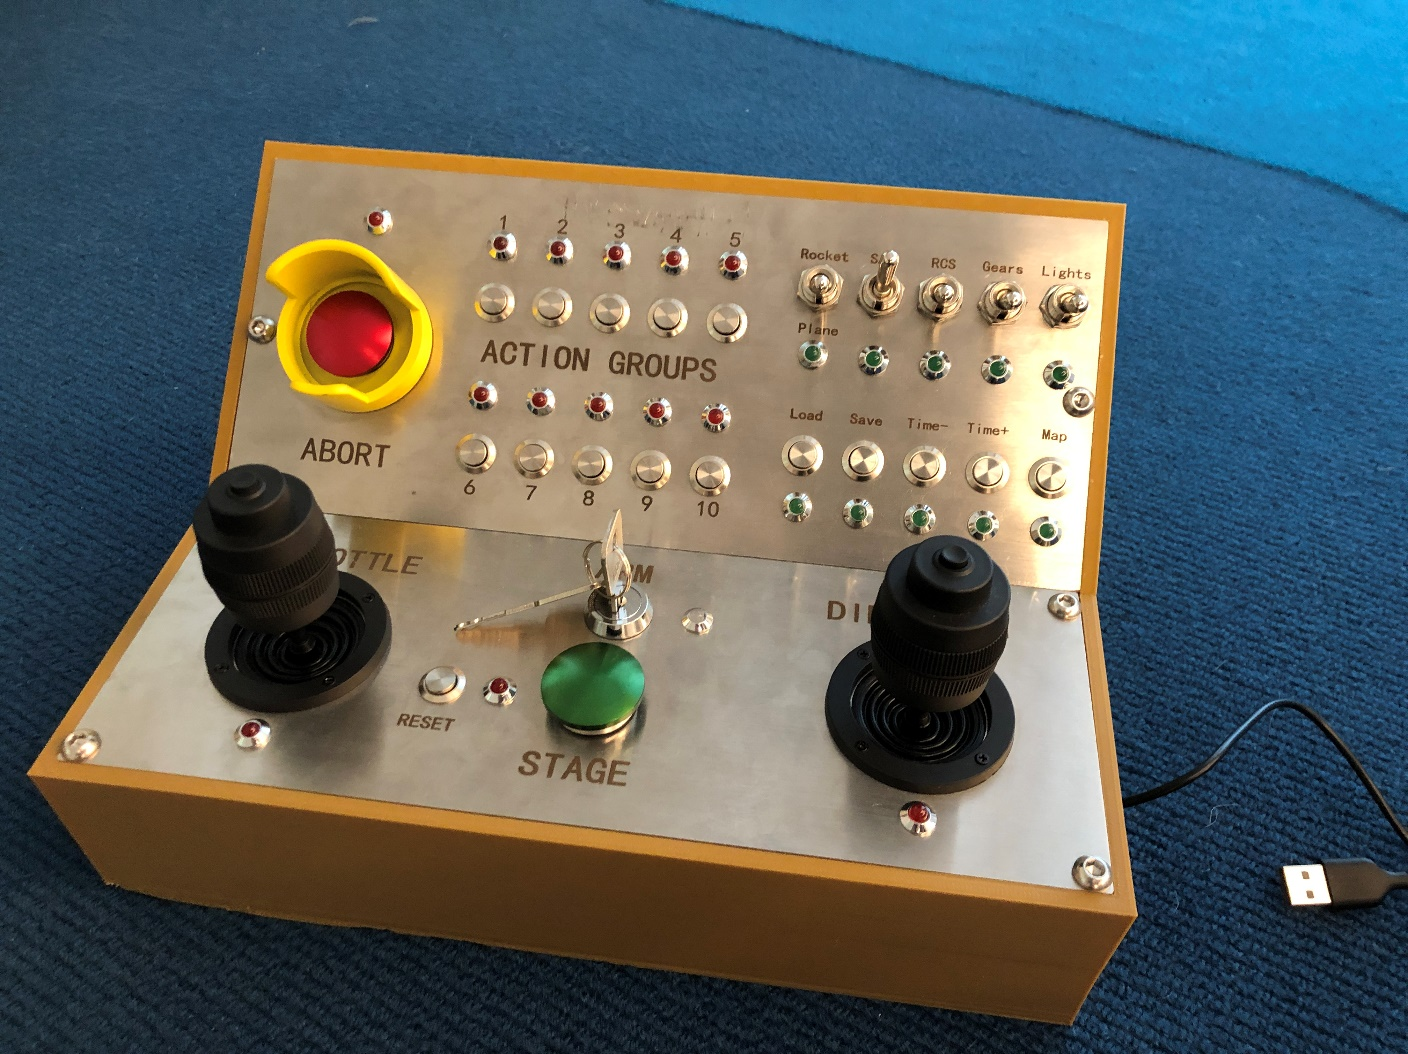 1 2 3 4 5
Rocket RCS Gears Lights
Plane
ACTION GROUPS
Load Save Time- Time+ Map
ABORT
6 7 8 9 10
RESET
STAGE